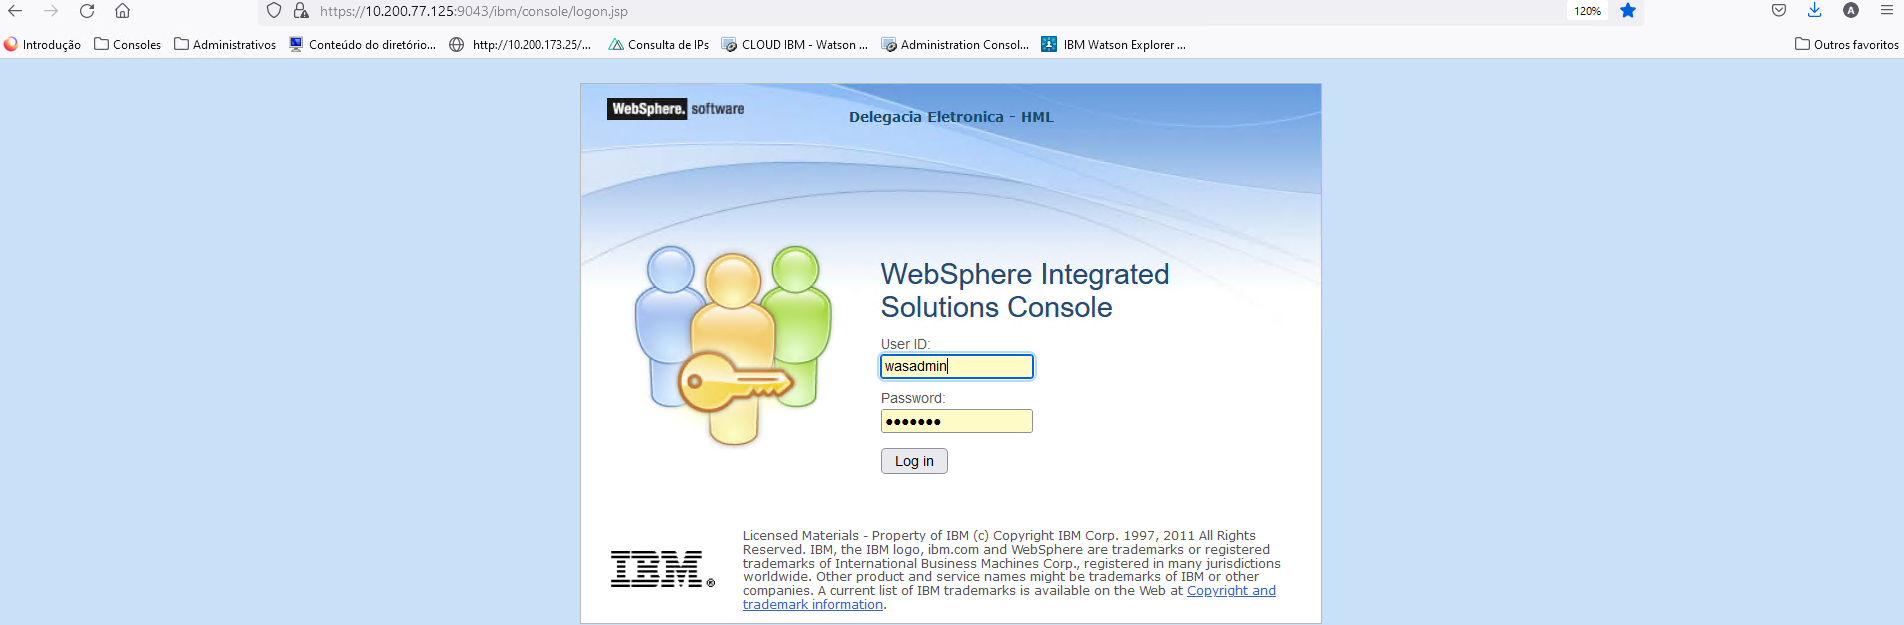 https://10.200.77.125:9043/ibm/console/logon.jsp
120%
A
Introdução
Consoles
Administrativos
Conteúdo do diretório...
http://10.200.173.25/...
Consulta de IPs
CLOUD IBM - Watson ...
Administration Consol...
IBM Watson Explorer ...
Outros favoritos
WebSphere. software
Delegacia Eletronica - HML
WebSphere Integrated
Solutions Console
User ID:
wasadmin
Password:
●●●●●●●
Log in
IBM®
Licensed Materials - Property of IBM (c) Copyright IBM Corp. 1997, 2011 All Rights
Reserved. IBM, the IBM logo, ibm.com and WebSphere are trademarks or registered
trademarks of International Business Machines Corp., registered in many jurisdictions
worldwide. Other product and service names might be trademarks of IBM or other
companies. A current list of IBM trademarks is available on the Web at Copyright and
trademark information.